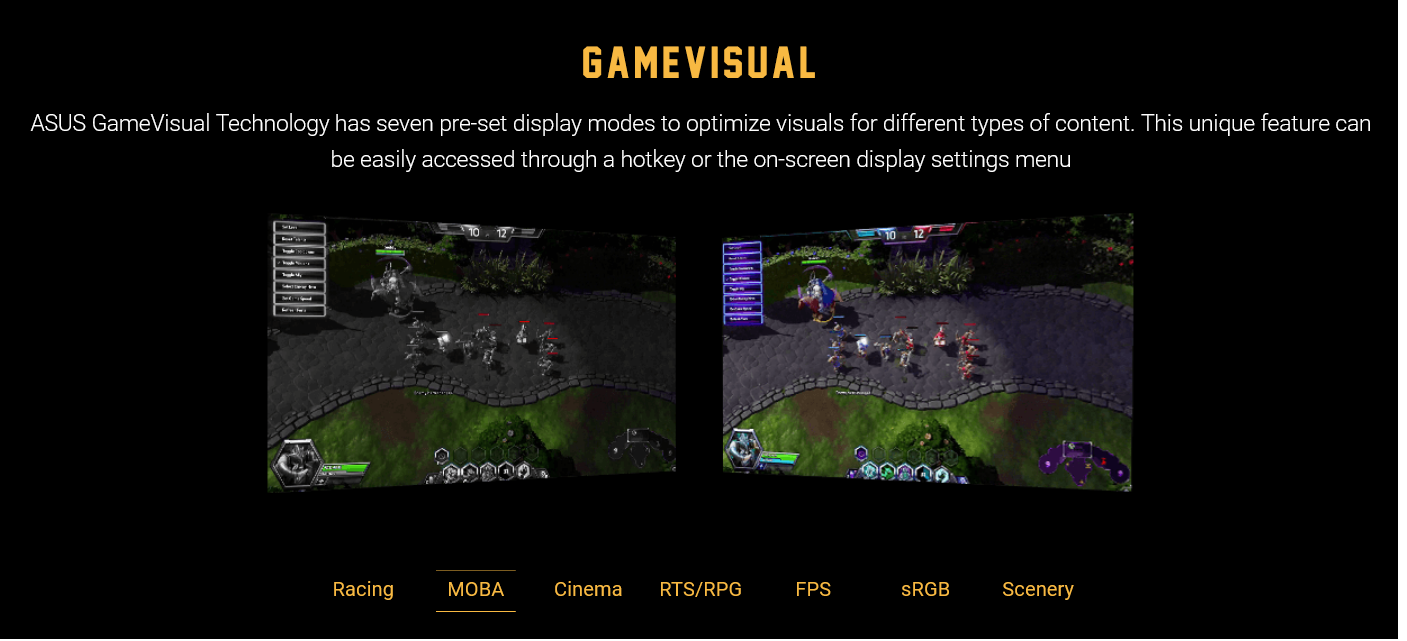 GAMEVISUAL
ASUS GameVisual Technology has seven pre-set display modes to optimize visuals for different types of content. This unique feature can
be easily accessed through a hotkey or the on-screen display settings menu
10 12
10 12
Racing
MOBA
Cinema
RTS/RPG
FPS
sRGB
Scenery